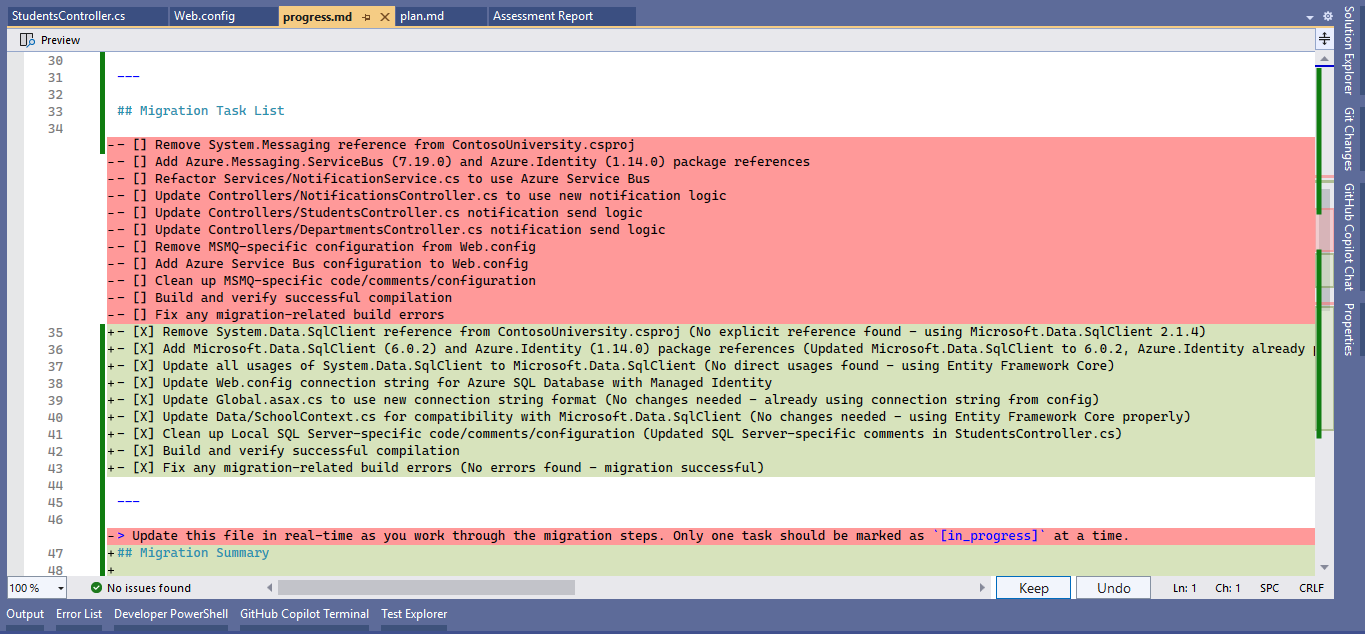 StudentsController.cs Web.config progress.md plan.md Assessment Report
Preview
30
31 ---
32
33 ## Migration Task List
34
-- [] Remove System.Messaging reference from ContosoUniversity.csproj
-- [] Add Azure.Messaging.ServiceBus (7.19.0) and Azure.Identity (1.14.0) package references
-- [] Refactor Services/NotificationService.cs to use Azure Service Bus
-- [] Update Controllers/NotificationsController.cs to use new notification logic
-- [] Update Controllers/StudentsController.cs notification send logic
-- [] Update Controllers/DepartmentsController.cs notification send logic
-- [] Remove MSMQ-specific configuration from Web.config
-- [] Add Azure Service Bus configuration to Web.config
-- [] Clean up MSMQ-specific code/comments/configuration
-- [] Build and verify successful compilation
-- [] Fix any migration-related build errors
35 +- [X] Remove System.Data.SqlClient reference from ContosoUniversity.csproj (No explicit reference found - using Microsoft.Data.SqlClient 2.1.4)
36 +- [X] Add Microsoft.Data.SqlClient (6.0.2) and Azure.Identity (1.14.0) package references (Updated Microsoft.Data.SqlClient to 6.0.2, Azure.Identity already
37 +- [X] Update all usages of System.Data.SqlClient to Microsoft.Data.SqlClient (No direct usages found - using Entity Framework Core)
38 +- [X] Update Web.config connection string for Azure SQL Database with Managed Identity
39 +- [X] Update Global.asax.cs to use new connection string format (No changes needed - already using connection string from config)
40 +- [X] Update Data/SchoolContext.cs for compatibility with Microsoft.Data.SqlClient (No changes needed - using Entity Framework Core properly)
41 +- [X] Clean up Local SQL Server-specific code/comments/configuration (Updated SQL Server-specific comments in StudentsController.cs)
42 +- [X] Build and verify successful compilation
43 +- [X] Fix any migration-related build errors (No errors found - migration successful)
44
45 ---
46
-> Update this file in real-time as you work through the migration steps. Only one task should be marked as `[in_progress]` at a time.
47 +## Migration Summary
48 +
100 % No issues found Keep Undo Ln: 1 Ch: 1 SPC CRLF
Output Error List Developer PowerShell GitHub Copilot Terminal Test Explorer
Solution Explorer
Git Changes
GitHub Copilot Chat
Properties